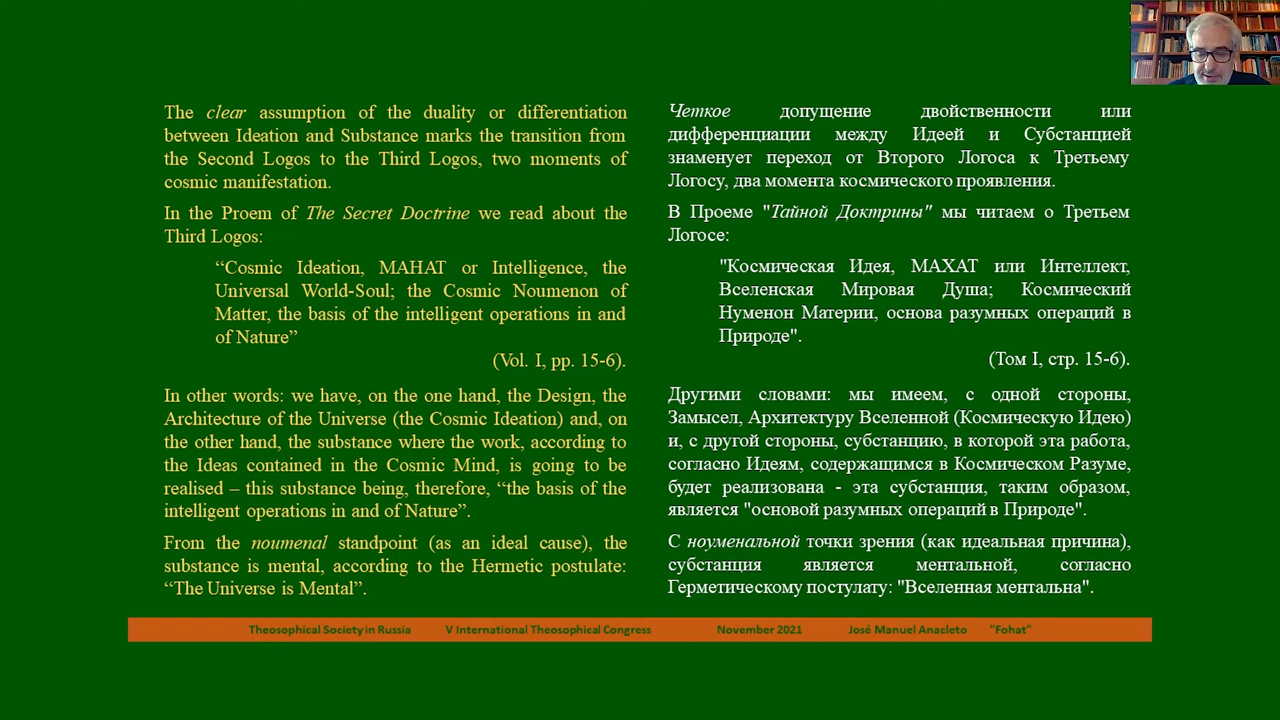 The clear assumption of the duality or differentiation
between Ideation and Substance marks the transition from
the Second Logos to the Third Logos, two moments of
cosmic manifestation.
In the Proem of The Secret Doctrine we read about the
Third Logos:
“Cosmic Ideation, MAHAT or Intelligence, the
Universal World-Soul; the Cosmic Noumenon of
Matter, the basis of the intelligent operations in and
of Nature”
(Vol. I, pp. 15-6).
In other words: we have, on the one hand, the Design, the
Architecture of the Universe (the Cosmic Ideation) and, on
the other hand, the substance where the work, according to
the Ideas contained in the Cosmic Mind, is going to be
realised – this substance being, therefore, “the basis of the
intelligent operations in and of Nature”.
From the noumenal standpoint (as an ideal cause), the
substance is mental, according to the Hermetic postulate:
“The Universe is Mental”.
Четкое допущение двойственности или
дифференциации между Идеей и Субстанцией
знаменует переход от Второго Логоса к Третьему
Логосу, два момента космического проявления.
В Проеме "Тайной Доктрины" мы читаем о Третьем
Логосе:
"Космическая Идея, МАХАТ или Интеллект,
Вселенская Мировая Душа; Космический
Нуменон Материи, основа разумных операций в
Природе".
(Том I, стр. 15-6).
Другими словами: мы имеем, с одной стороны,
Замысел, Архитектуру Вселенной (Космическую Идею)
и, с другой стороны, субстанцию, в которой эта работа,
согласно Идеям, содержащимся в Космическом Разуме,
будет реализована - эта субстанция, таким образом,
является "основой разумных операций в Природе".
С ноуменальной точки зрения (как идеальная причина),
субстанция является ментальной, согласно
Герметическому постулату: "Вселенная ментальна".
Theosophical Society in Russia V International Theosophical Congress November 2021 José Manuel Anacleto "Fohat"